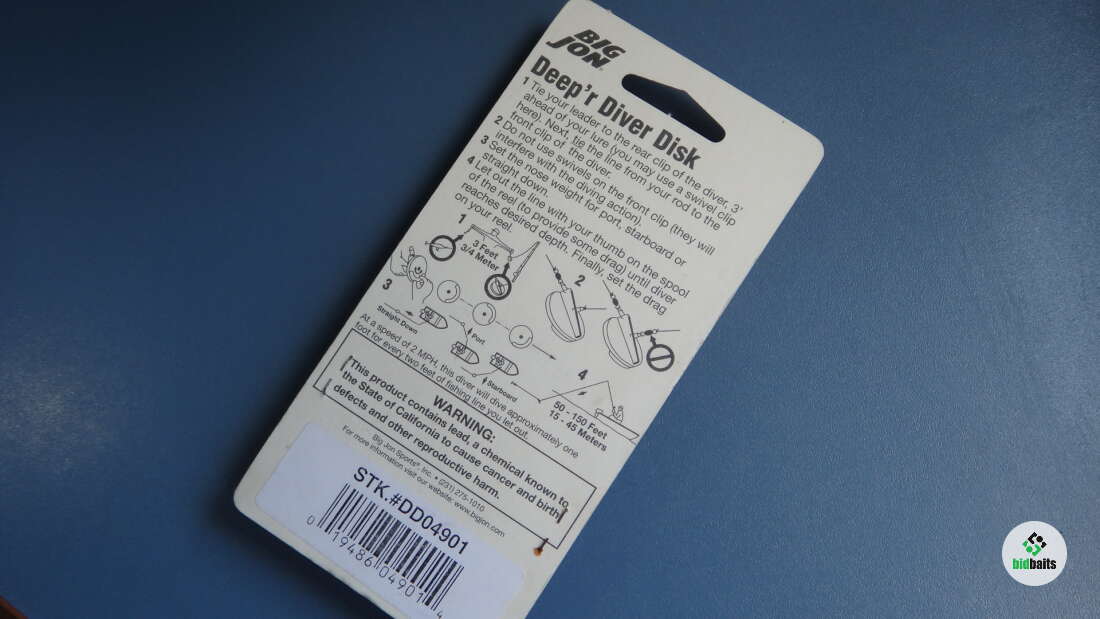 BIG
JON
Deep'r Diver Disk
1 Tie your leader to the rear clip of the diver, 3'
ahead of your lure (you may use a swivel clip
here). Next, tie the line from your rod to the
front clip of the diver.
2 Do not use swivels on the front clip (they will
interfere with the diving action).
3 Set the nose weight for port, starboard or
straight down.
4 Let out the line with your thumb on the spool
of the reel (to provide some drag) until diver
reaches desired depth. Finally, set the drag
on your reel.
1
3 Feet
3/4 Meter
2
3
Straight Down
Port
Starboard
4
50 - 150 Feet
15 - 45 Meters
At a speed of 2 MPH, this diver will dive approximately one
foot for every two feet of fishing line you let out.
WARNING:
This product contains lead, a chemical known to
the State of California to cause cancer and birth
defects and other reproductive harm.
Big Jon Sports® Inc. • (231) 275-1010
For more information visit our website: www.bigjon.com
STK.#DD04901
0 19486 04901 4
bidbaits